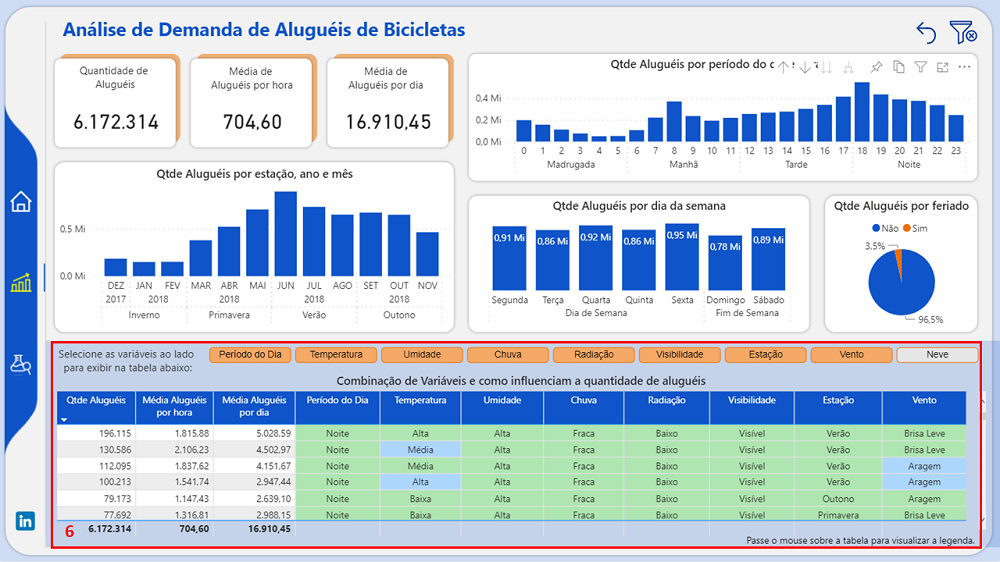 Análise de Demanda de Aluguéis de Bicicletas
Quantidade de
Aluguéis
6.172.314
Média de
Aluguéis por hora
704,60
Média de
Aluguéis por dia
16.910,45
Qtde Aluguéis por período do
0,4 Mi
0,2 Mi
0,0 Mi
0 1 2 3 4 5 6 7 8 9 10 11 12 13 14 15 16 17 18 19 20 21 22 23
Madrugada Manhã Tarde Noite
Qtde Aluguéis por estação, ano e mês
0.5 Mi
0.0 Mi
DEZ JAN FEV MAR ABR MAI JUN JUL AGO SET OUT NOV
2017 2018 2018 2018 2018
Inverno Primavera Verão Outono
Qtde Aluguéis por dia da semana
0,91 Mi 0,86 Mi 0,92 Mi 0,86 Mi 0,95 Mi 0,78 Mi 0,89 Mi
Segunda Terça Quarta Quinta Sexta Domingo Sábado
Dia de Semana Fim de Semana
Qtde Aluguéis por feriado
Não Sim
3,5%
96,5%
Selecione as variáveis ao lado
para exibir na tabela abaixo:
Período do Dia Temperatura Umidade Chuva Radiação Visibilidade Estação Vento Neve
Combinação de Variáveis e como influenciam a quantidade de aluguéis
Qtde Aluguéis Média Aluguéis por hora Média Aluguéis por dia Período do Dia Temperatura Umidade Chuva Radiação Visibilidade Estação Vento
196.115 1.815,88 5.028,59 Noite Alta Alta Fraca Baixo Visível Verão Brisa Leve
130.586 2.106,23 4.502,97 Noite Média Alta Fraca Baixo Visível Verão Brisa Leve
112.095 1.837,62 4.151,67 Noite Média Alta Fraca Baixo Visível Verão Aragem
100.213 1.541,74 2.947,44 Noite Alta Alta Fraca Baixo Visível Verão Aragem
79.173 1.147,43 2.639,10 Noite Baixa Alta Fraca Baixo Visível Outono Aragem
77.692 1.316,81 2.988,15 Noite Baixa Alta Fraca Baixo Visível Primavera Brisa Leve
6.172.314 704,60 16.910,45
6
Passe o mouse sobre a tabela para visualizar a legenda.
in